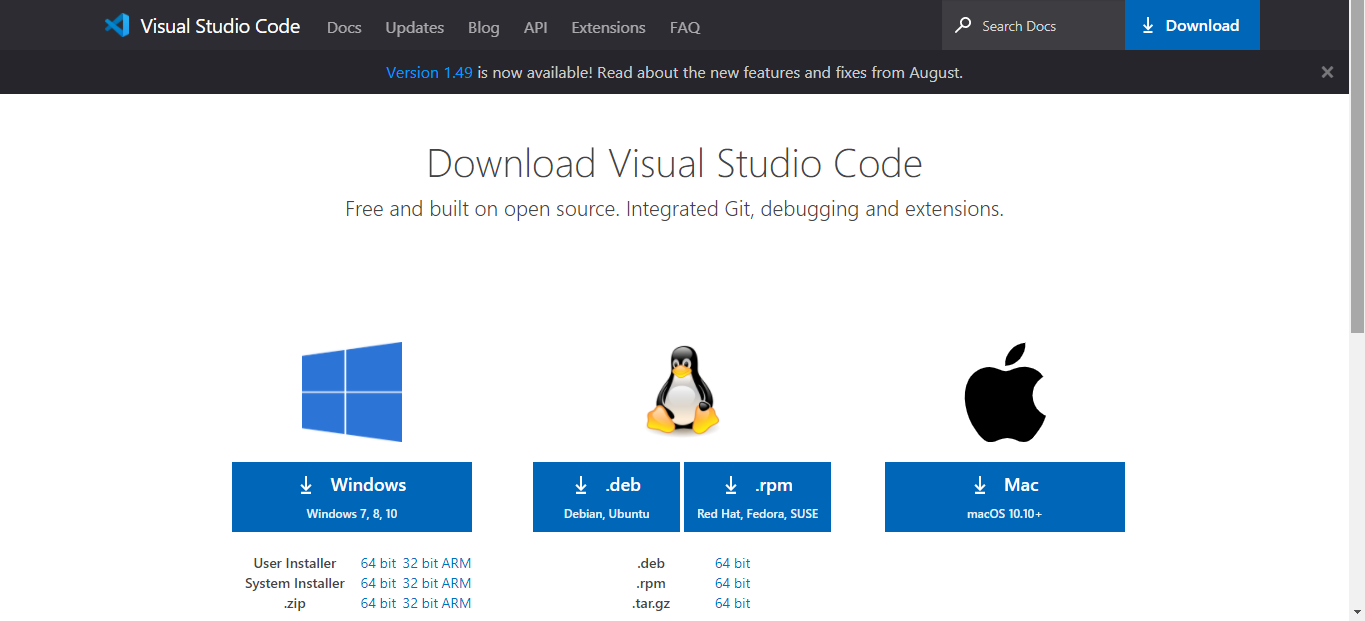 Visual Studio Code Docs Updates Blog API Extensions FAQ Search Docs Download
Version 1.49 is now available! Read about the new features and fixes from August.
Download Visual Studio Code
Free and built on open source. Integrated Git, debugging and extensions.
Windows
Windows 7, 8, 10
.deb
Debian, Ubuntu
.rpm
Red Hat, Fedora, SUSE
Mac
macOS 10.10+
User Installer 64 bit 32 bit ARM
System Installer 64 bit 32 bit ARM
.zip 64 bit 32 bit ARM
.deb 64 bit
.rpm 64 bit
.tar.gz 64 bit